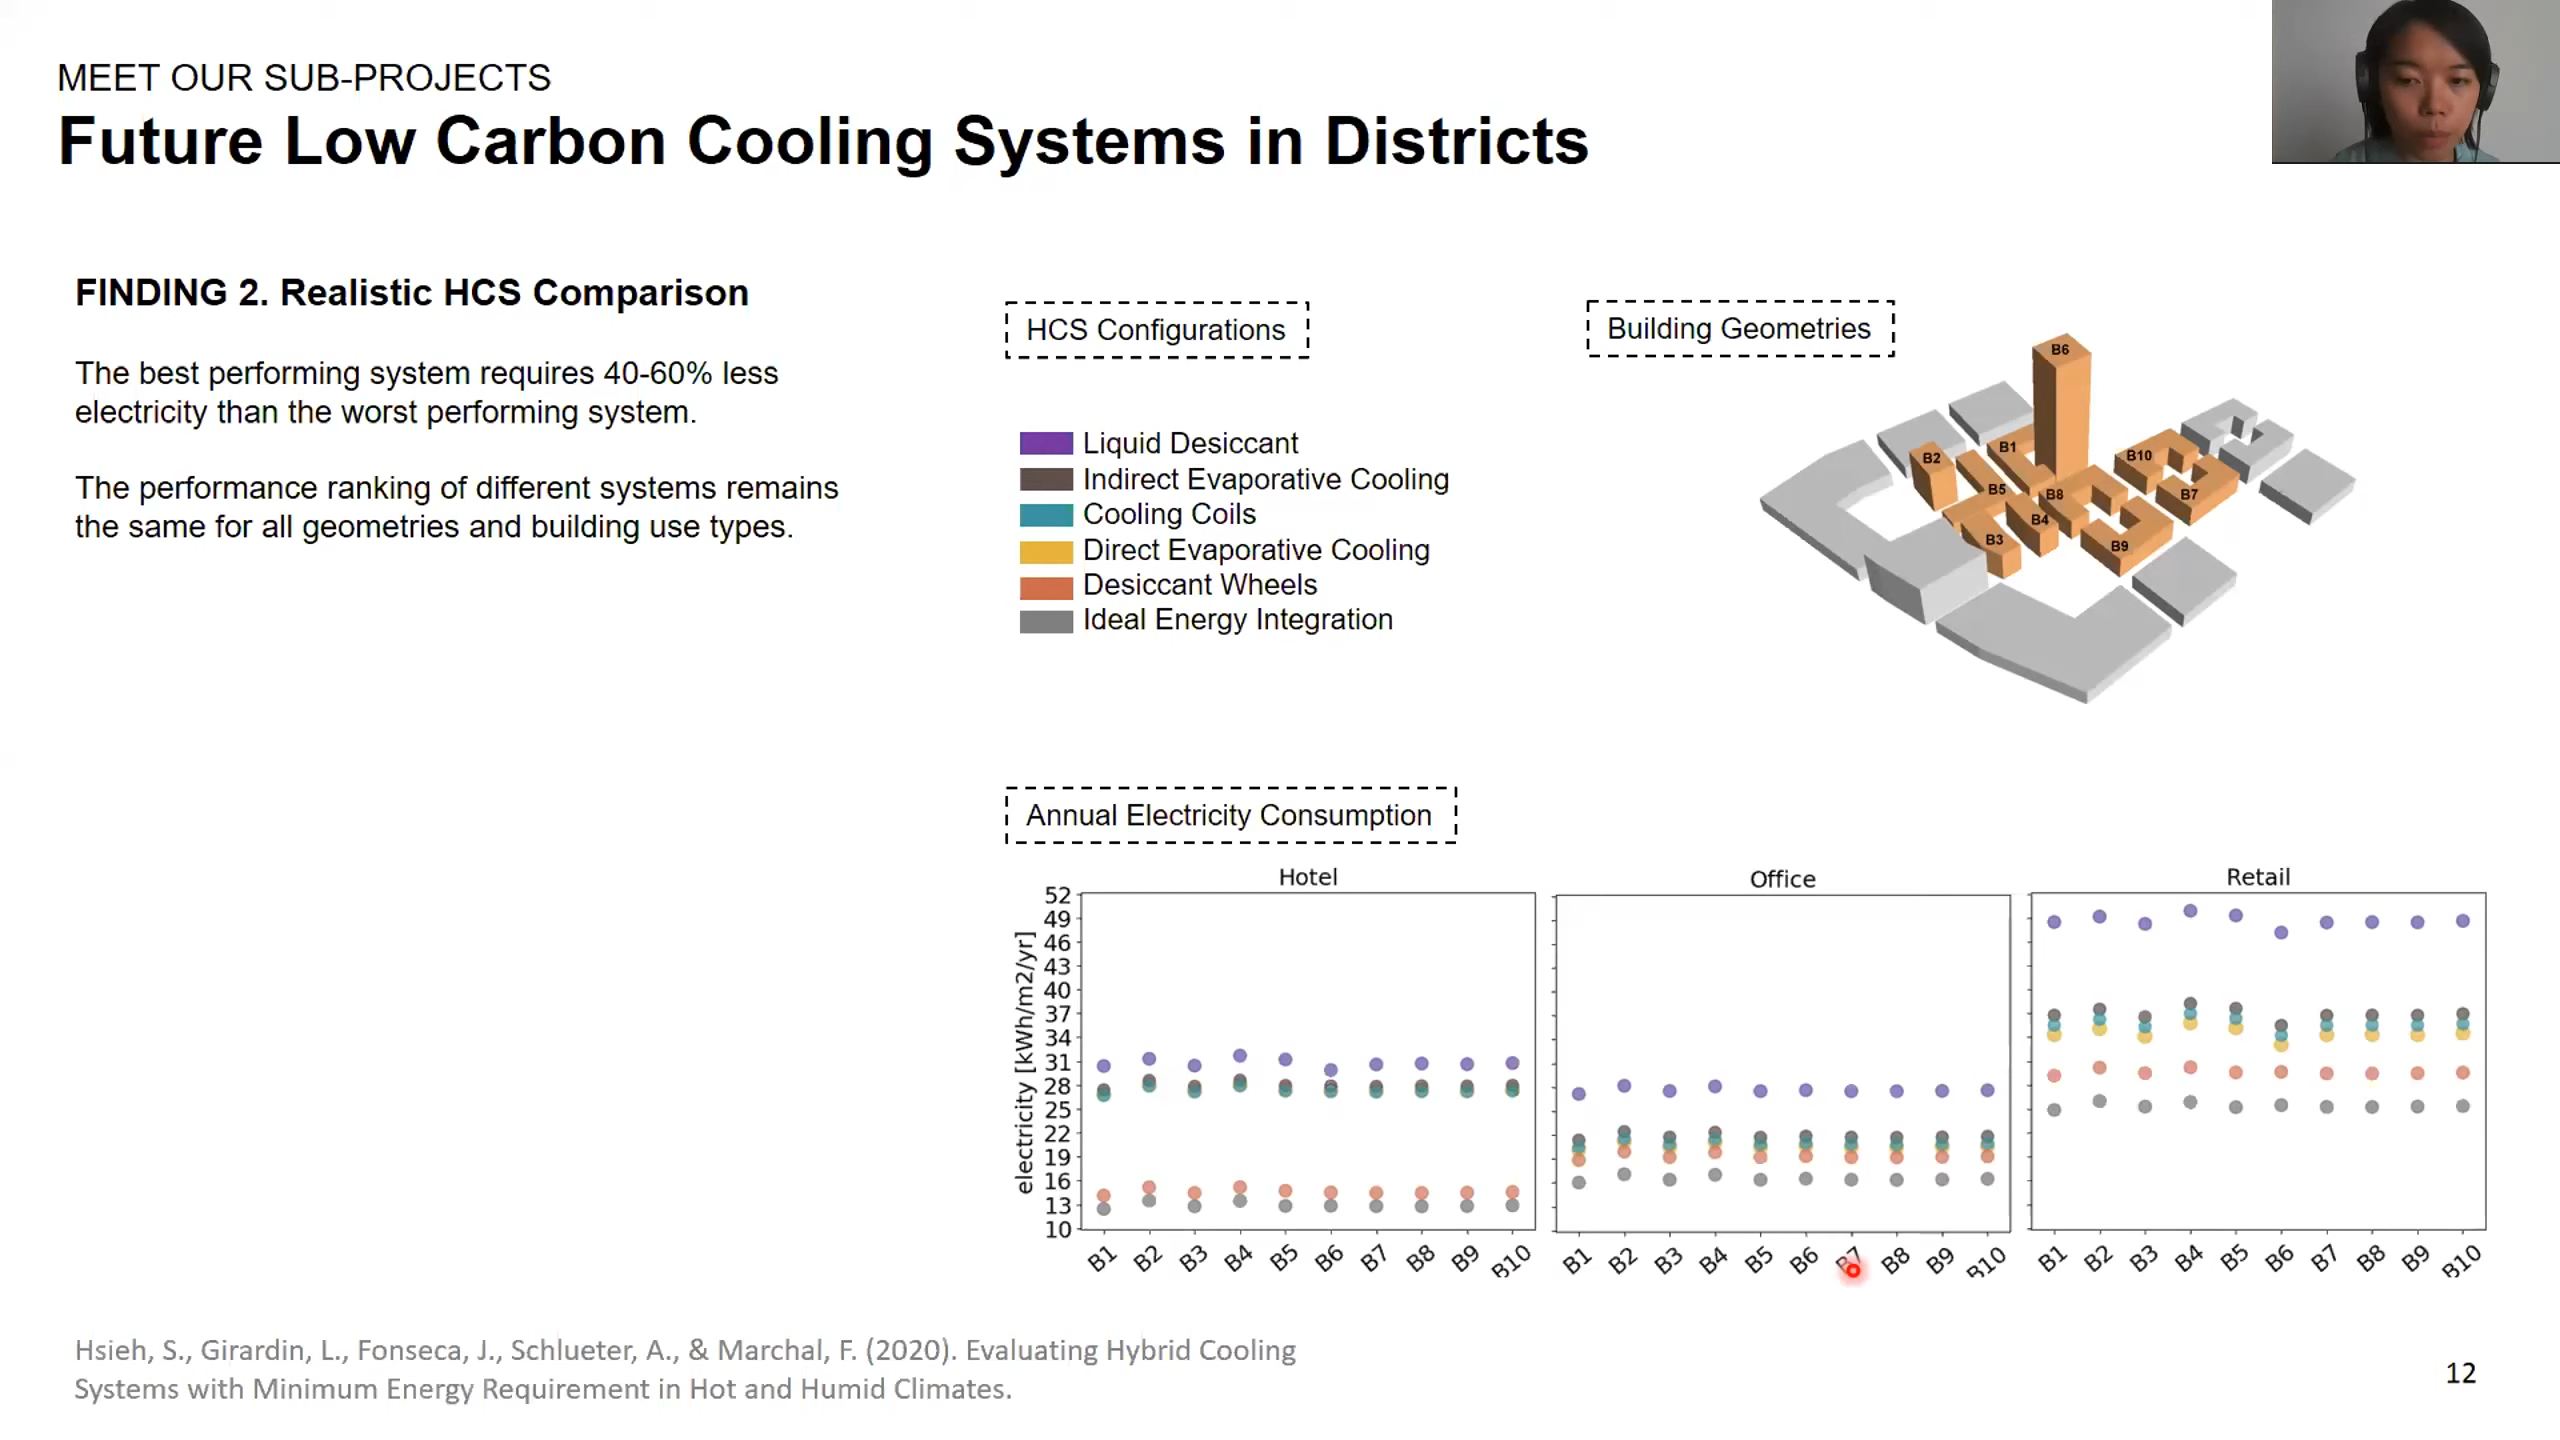 MEET OUR SUB-PROJECTS
Future Low Carbon Cooling Systems in Districts
FINDING 2. Realistic HCS Comparison
The best performing system requires 40-60% less
electricity than the worst performing system.
The performance ranking of different systems remains
the same for all geometries and building use types.
HCS Configurations
Liquid Desiccant
Indirect Evaporative Cooling
Cooling Coils
Direct Evaporative Cooling
Desiccant Wheels
Ideal Energy Integration
Building Geometries
B6
B1
B2
B10
B5
B8
B7
B4
B3
B9
Annual Electricity Consumption
Hotel
Office
Retail
electricity [kWh/m2/yr]
52
49
46
43
40
37
34
31
28
25
22
19
16
13
10
B1 B2 B3 B4 B5 B6 B7 B8 B9 B10
B1 B2 B3 B4 B5 B6 B7 B8 B9 B10
B1 B2 B3 B4 B5 B6 B7 B8 B9 B10
Hsieh, S., Girardin, L., Fonseca, J., Schlueter, A., & Marchal, F. (2020). Evaluating Hybrid Cooling
Systems with Minimum Energy Requirement in Hot and Humid Climates.
12